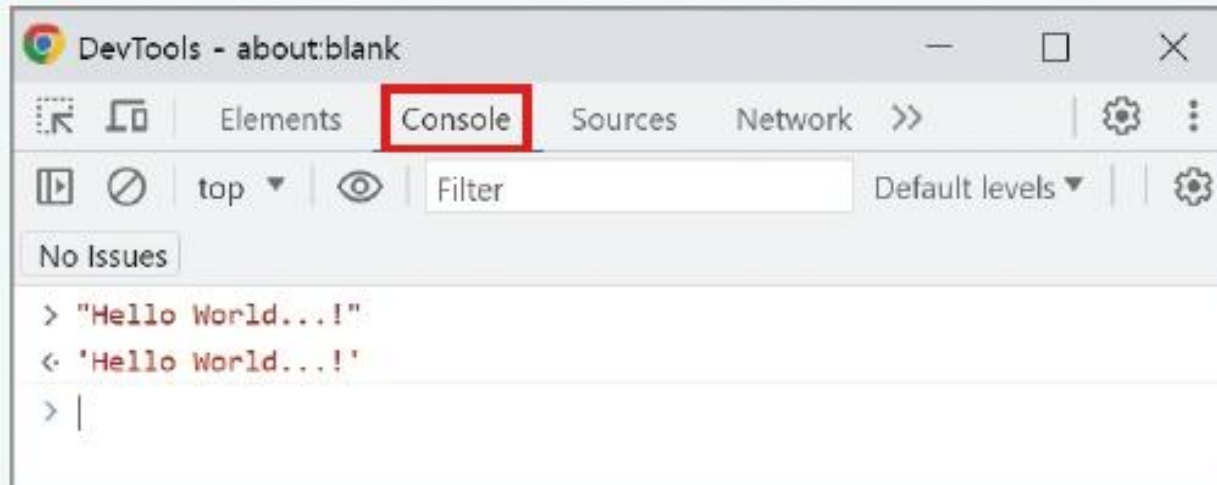 DevTools - about:blank
Elements Console Sources Network
top Filter Default levels
No Issues
> "Hello World...!"
<· 'Hello World...!'
>